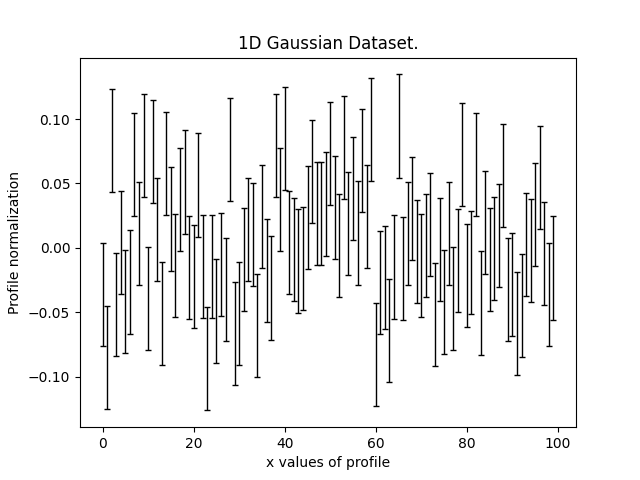 1D Gaussian Dataset.
0.10
0.05
0.00
−0.05
−0.10
Profile normalization
0 20 40 60 80 100
x values of profile